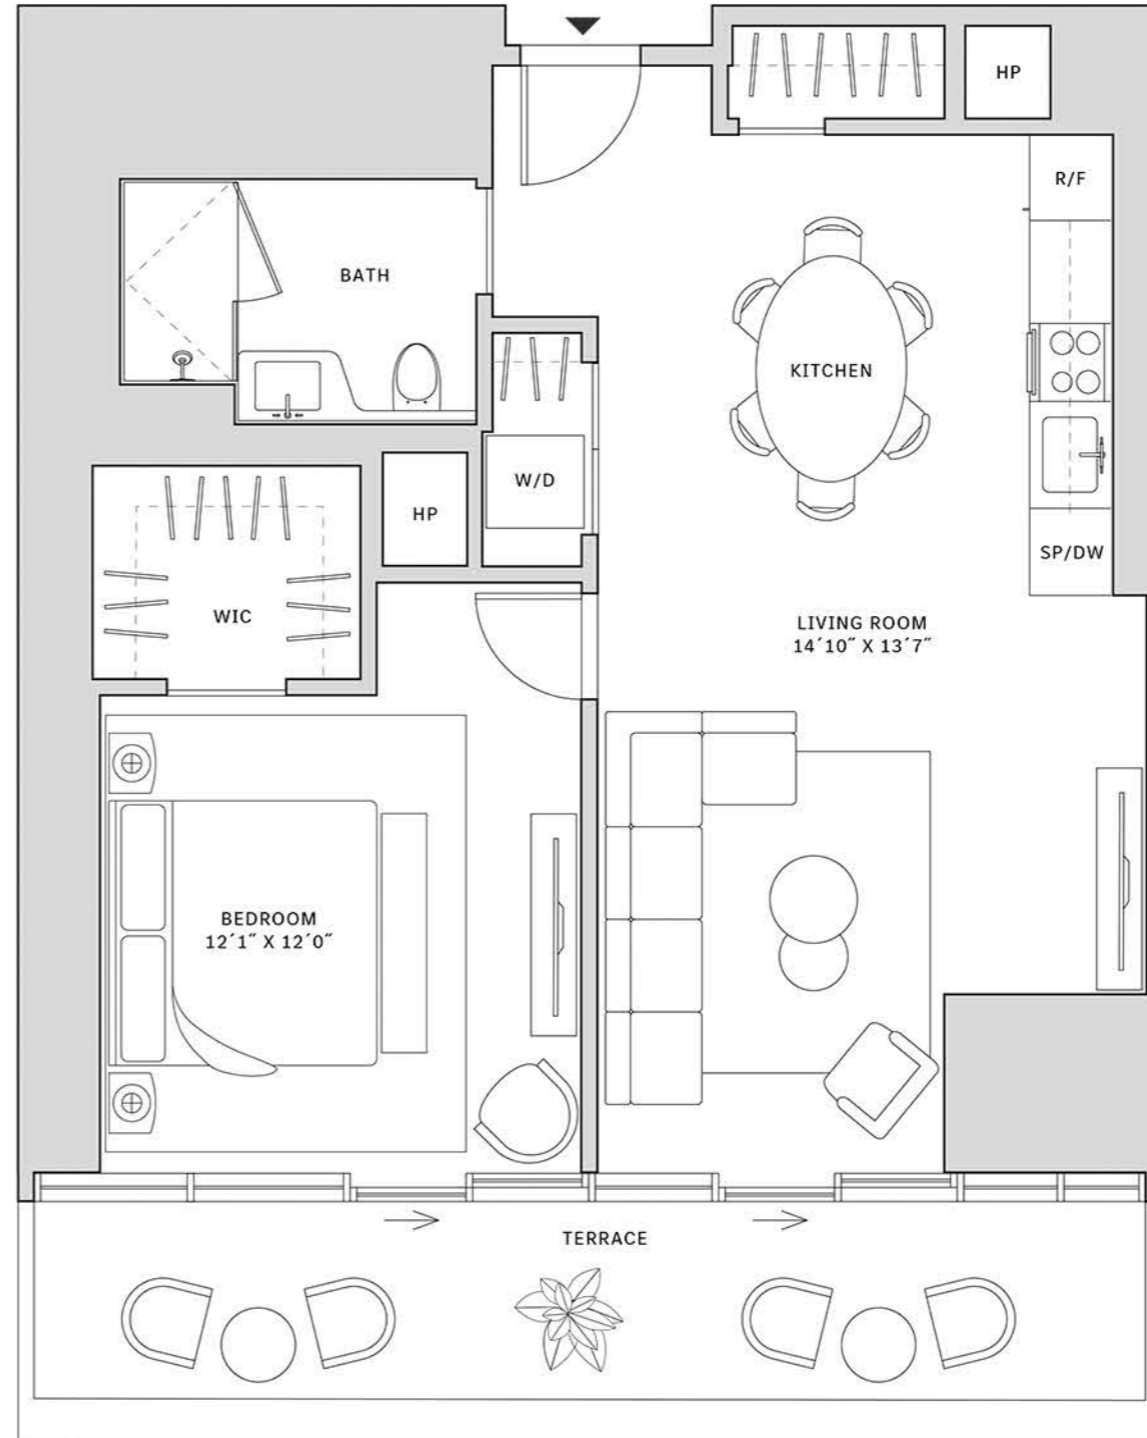 HP
R/F
BATH
KITCHEN
W/D
HP
SP/DW
WIC
LIVING ROOM
14´10˝ X 13´7˝
BEDROOM
12´1˝ X 12´0˝
TERRACE